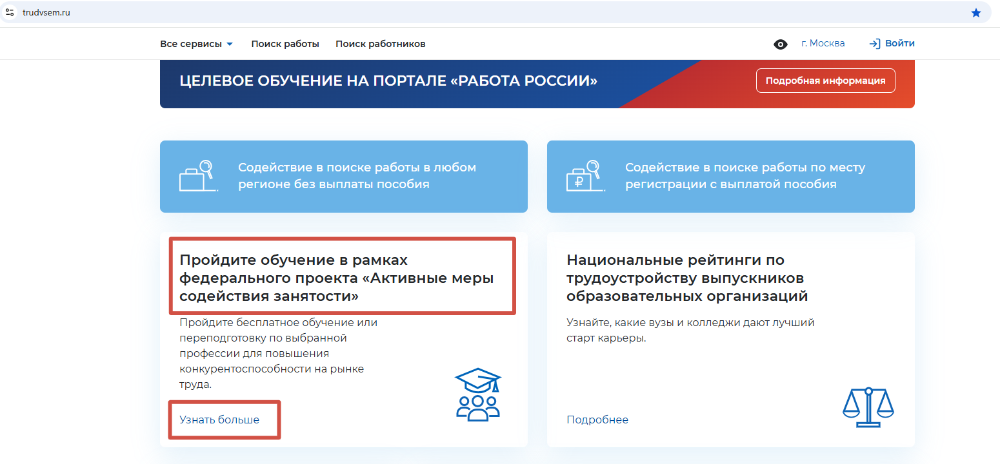 trudvsem.ru
Все сервисы Поиск работы Поиск работников г. Москва Войти
ЦЕЛЕВОЕ ОБУЧЕНИЕ НА ПОРТАЛЕ «РАБОТА РОССИИ» Подробная информация
Содействие в поиске работы в любом
регионе без выплаты пособия
Содействие в поиске работы по месту
регистрации с выплатой пособия
Пройдите обучение в рамках
федерального проекта «Активные меры
содействия занятости»
Пройдите бесплатное обучение или
переподготовку по выбранной
профессии для повышения
конкурентоспособности на рынке
труда.
Узнать больше
Национальные рейтинги по
трудоустройству выпускников
образовательных организаций
Узнайте, какие вузы и колледжи дают лучший
старт карьеры.
Подробнее